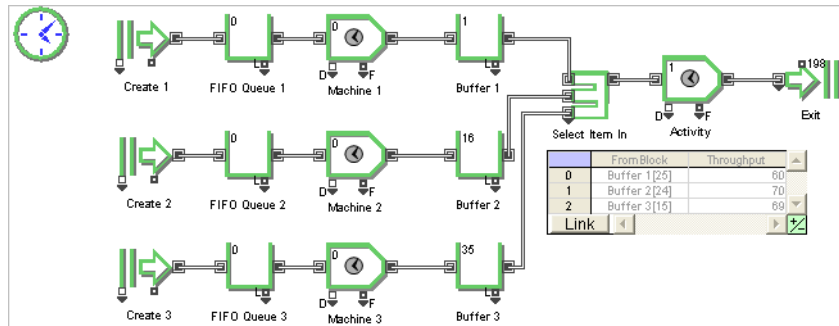 0 0 1
Create 1 FIFO Queue 1 D F Machine 1 L Buffer 1
198
1
Select Item In D F Activity Exit
0 0 16
Create 2 FIFO Queue 2 D F Machine 2 L Buffer 2
From Block Throughput
0 Buffer 1[25] 60
1 Buffer 2[24] 70
2 Buffer 3[15] 69
Link
0 0 35
Create 3 L FIFO Queue 3 D F Machine 3 L Buffer 3